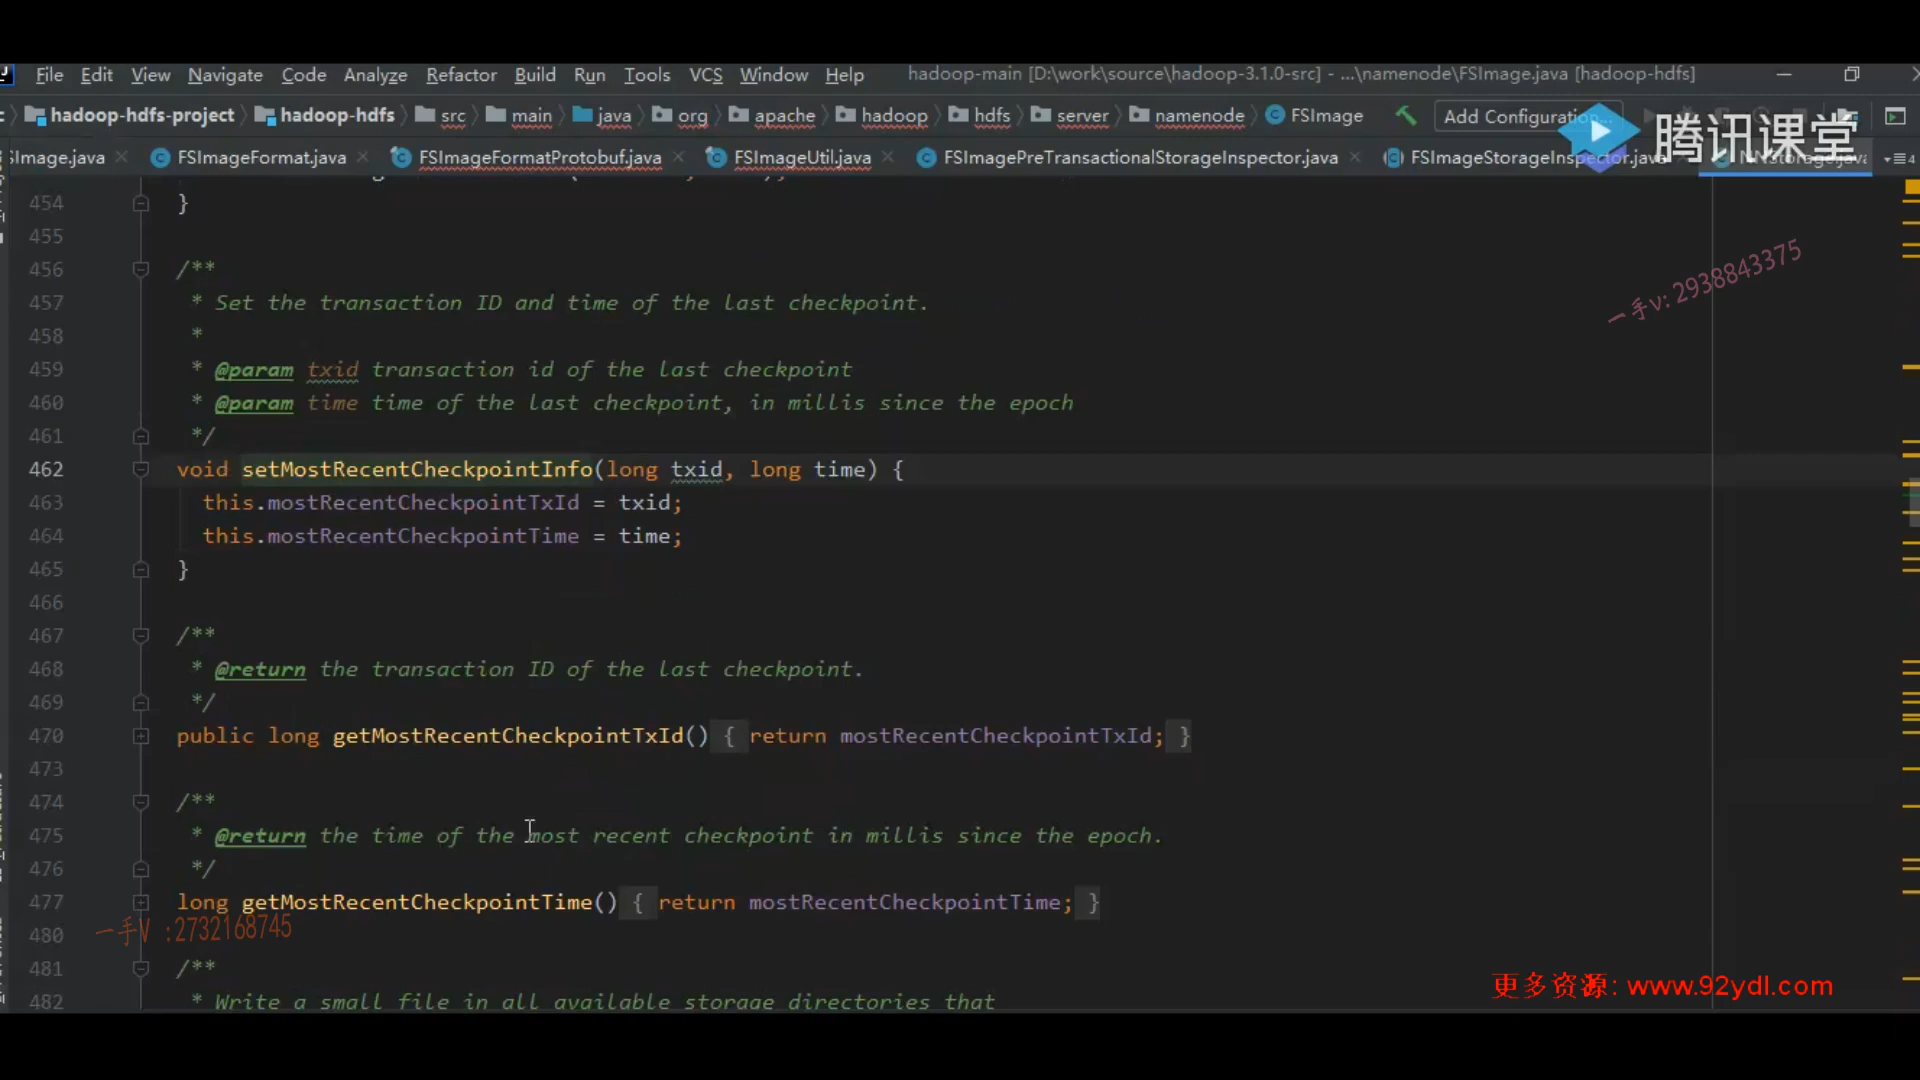 File Edit View Navigate Code Analyze Refactor Build Run Tools VCS Window Help hadoop-main [D:\work\source\hadoop-3.1.0-src] - ...\namenode\FSImage.java [hadoop-hdfs]
hadoop-hdfs-project hadoop-hdfs src main java org apache hadoop hdfs server namenode FSImage Add Configuration...
腾讯课堂
Image.java FSImageFormat.java FSImageFormatProtobuf.java FSImageUtil.java FSImagePreTransactionalStorageInspector.java FSImageStorageInspector.java NNStorage.java
454 }
455
456 /**
457 * Set the transaction ID and time of the last checkpoint.
458 *
459 * @param txid transaction id of the last checkpoint
460 * @param time time of the last checkpoint, in millis since the epoch
461 */
462 void setMostRecentCheckpointInfo(long txid, long time) {
463 this.mostRecentCheckpointTxId = txid;
464 this.mostRecentCheckpointTime = time;
465 }
466
467 /**
468 * @return the transaction ID of the last checkpoint.
469 */
470 public long getMostRecentCheckpointTxId() { return mostRecentCheckpointTxId; }
473
474 /**
475 * @return the time of the most recent checkpoint in millis since the epoch.
476 */
477 long getMostRecentCheckpointTime() { return mostRecentCheckpointTime; }
480
481 /**
482 * Write a small file in all available storage directories that
一手v:2938843375
一手V :2732168745
更多资源: www.92ydl.com